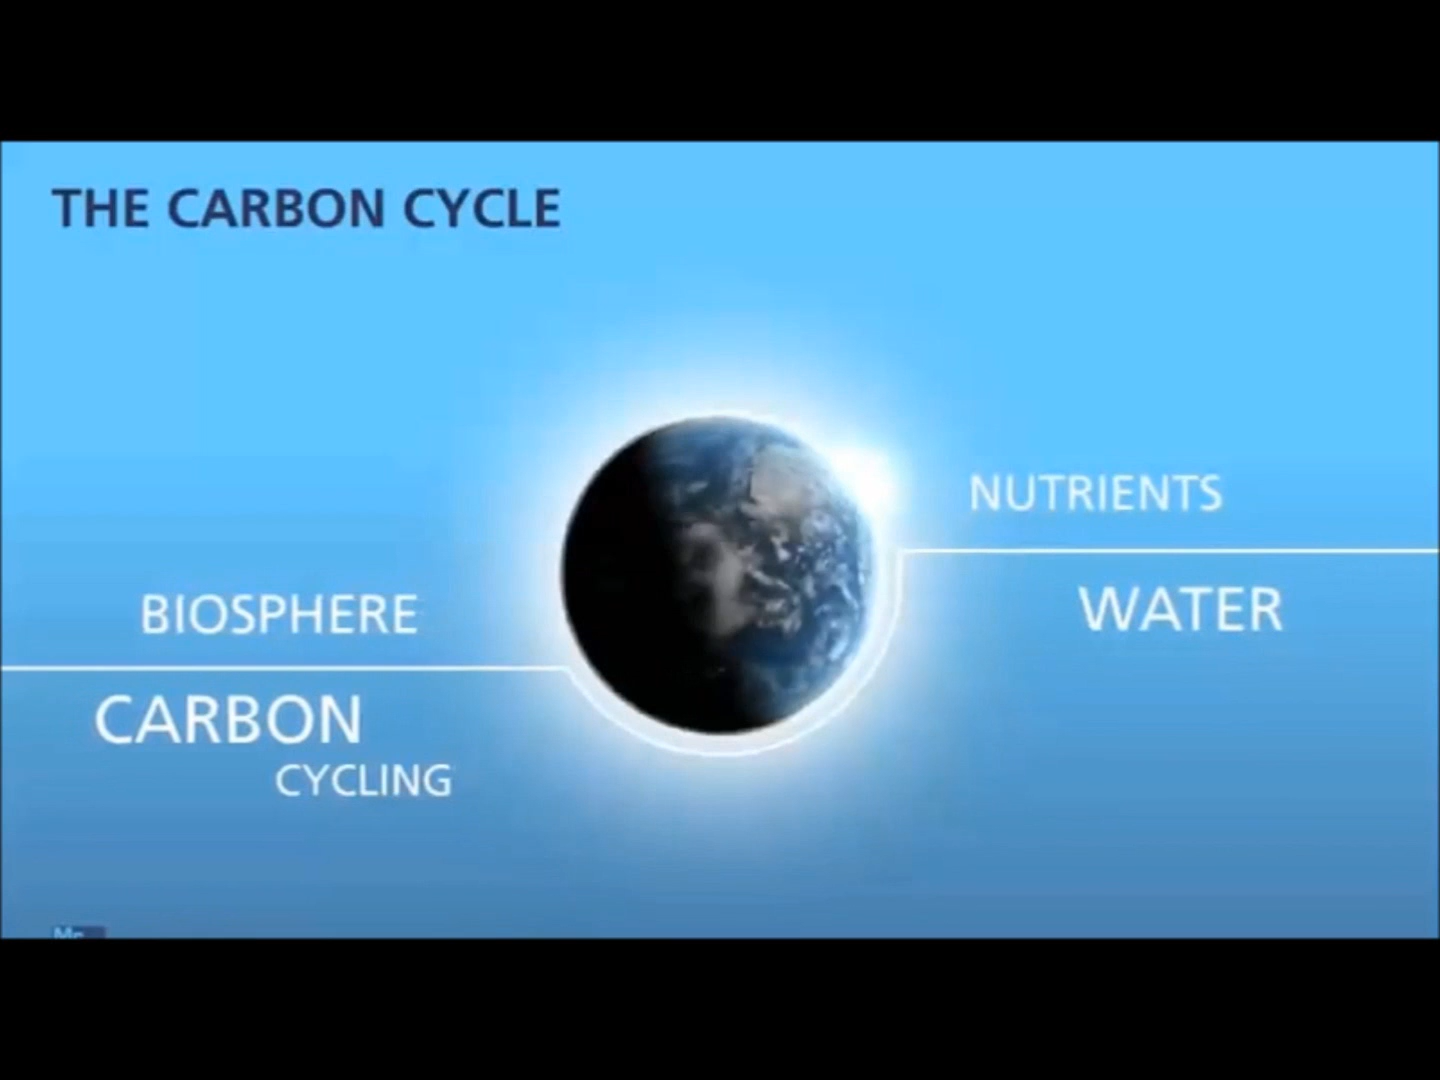 THE CARBON CYCLE
NUTRIENTS
WATER
BIOSPHERE
CARBON
CYCLING